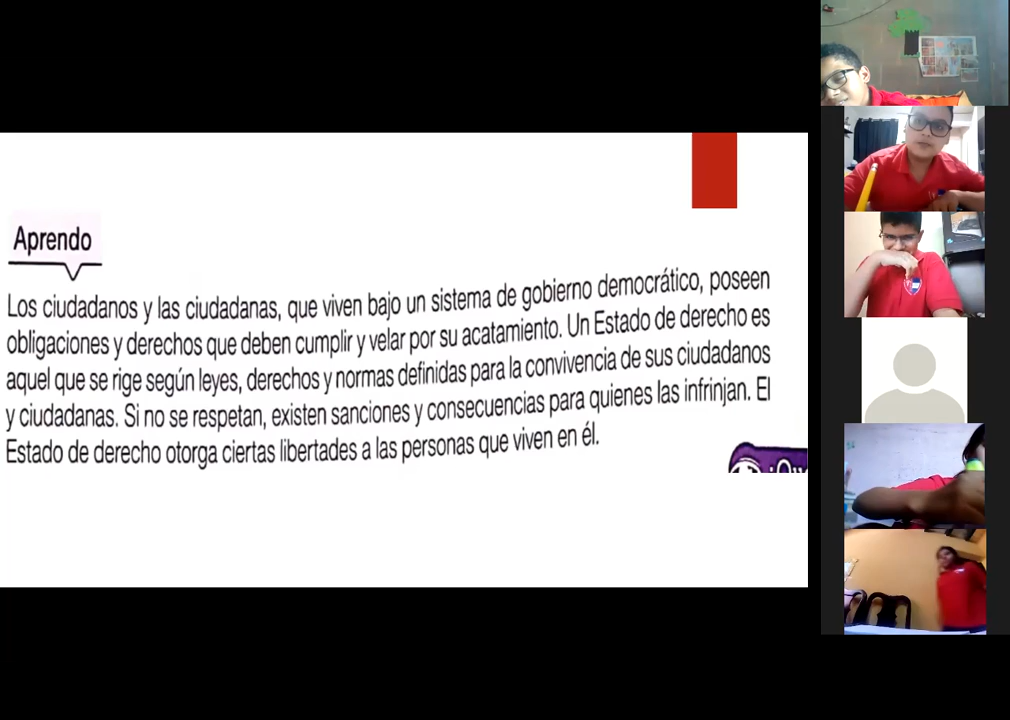 Aprendo
Los ciudadanos y las ciudadanas, que viven bajo un sistema de gobierno democrático, poseen
obligaciones y derechos que deben cumplir y velar por su acatamiento. Un Estado de derecho es
aquel que se rige según leyes, derechos y normas definidas para la convivencia de sus ciudadanos
y ciudadanas. Si no se respetan, existen sanciones y consecuencias para quienes las infrinjan. El
Estado de derecho otorga ciertas libertades a las personas que viven en él.